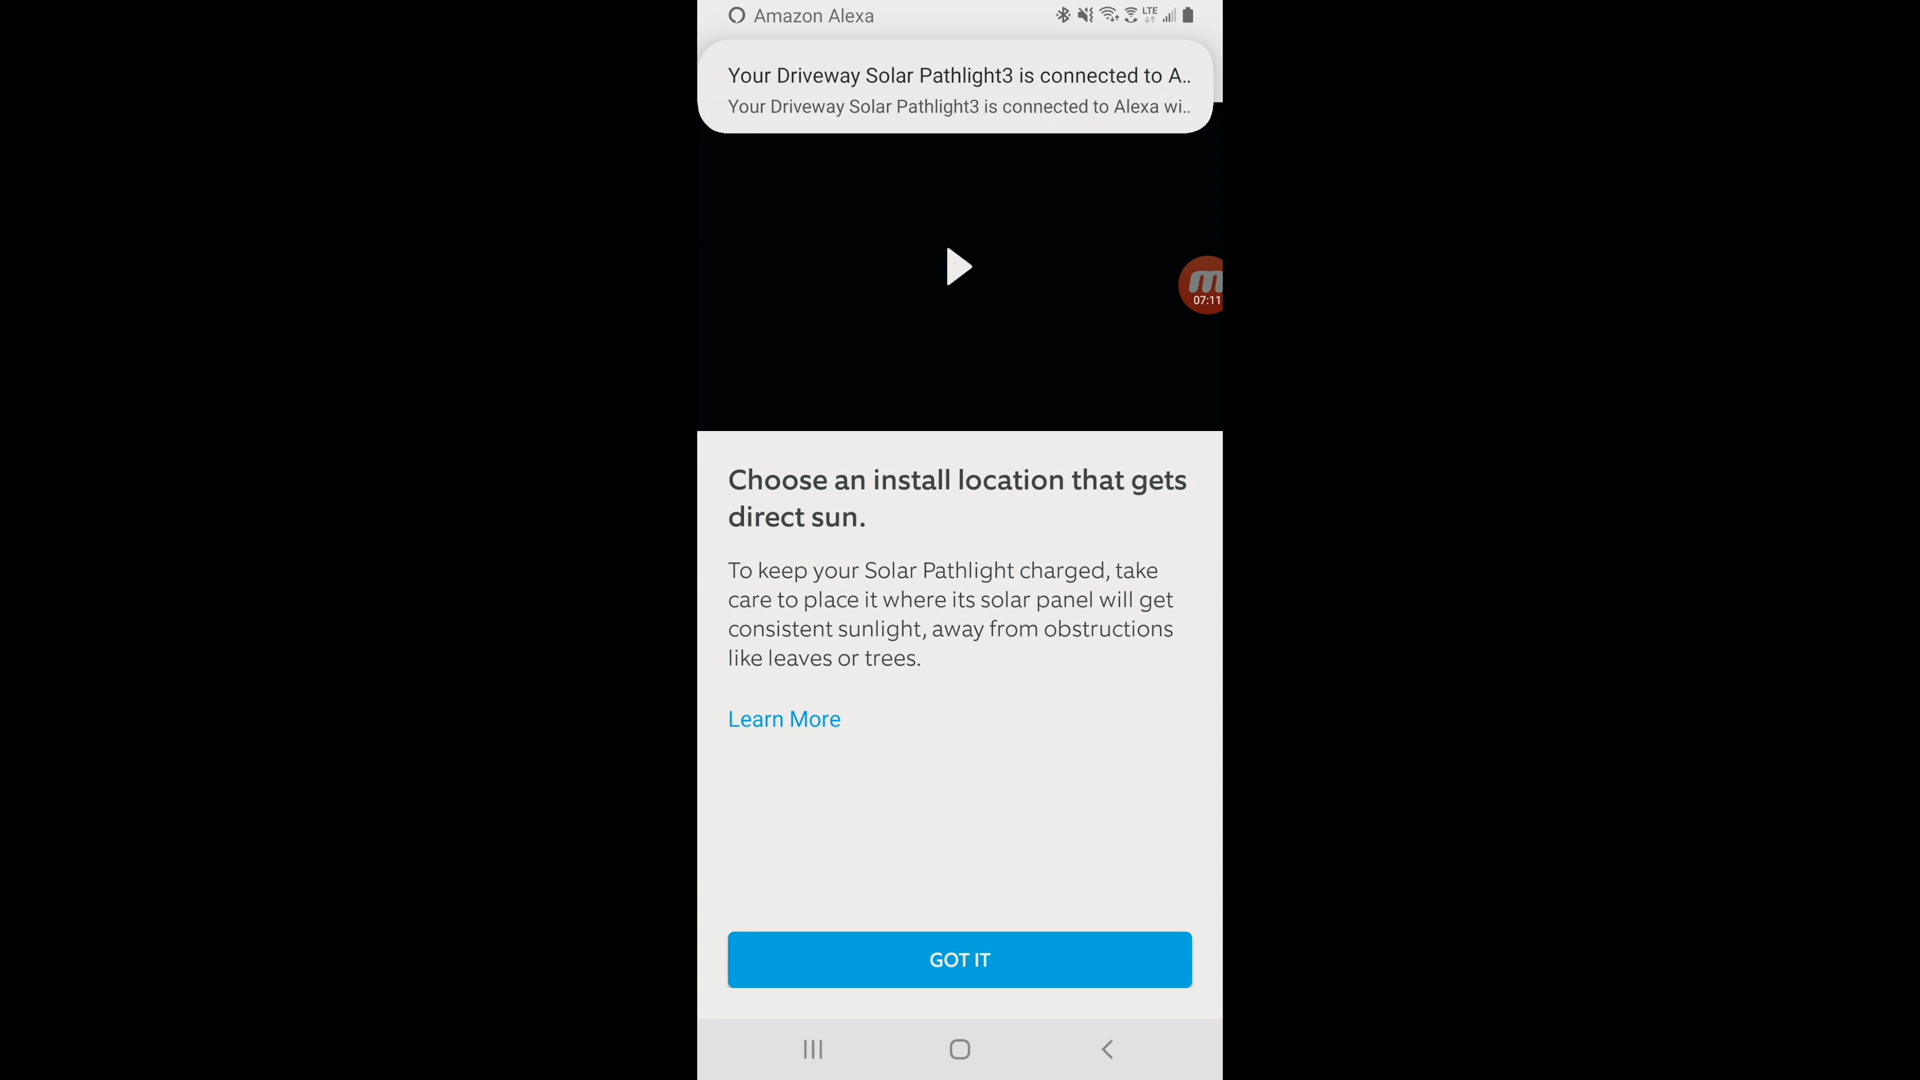 Amazon Alexa
LTE
Your Driveway Solar Pathlight3 is connected to A..
Your Driveway Solar Pathlight3 is connected to Alexa wi..
m
07:11
Choose an install location that gets
direct sun.
To keep your Solar Pathlight charged, take
care to place it where its solar panel will get
consistent sunlight, away from obstructions
like leaves or trees.
Learn More
GOT IT